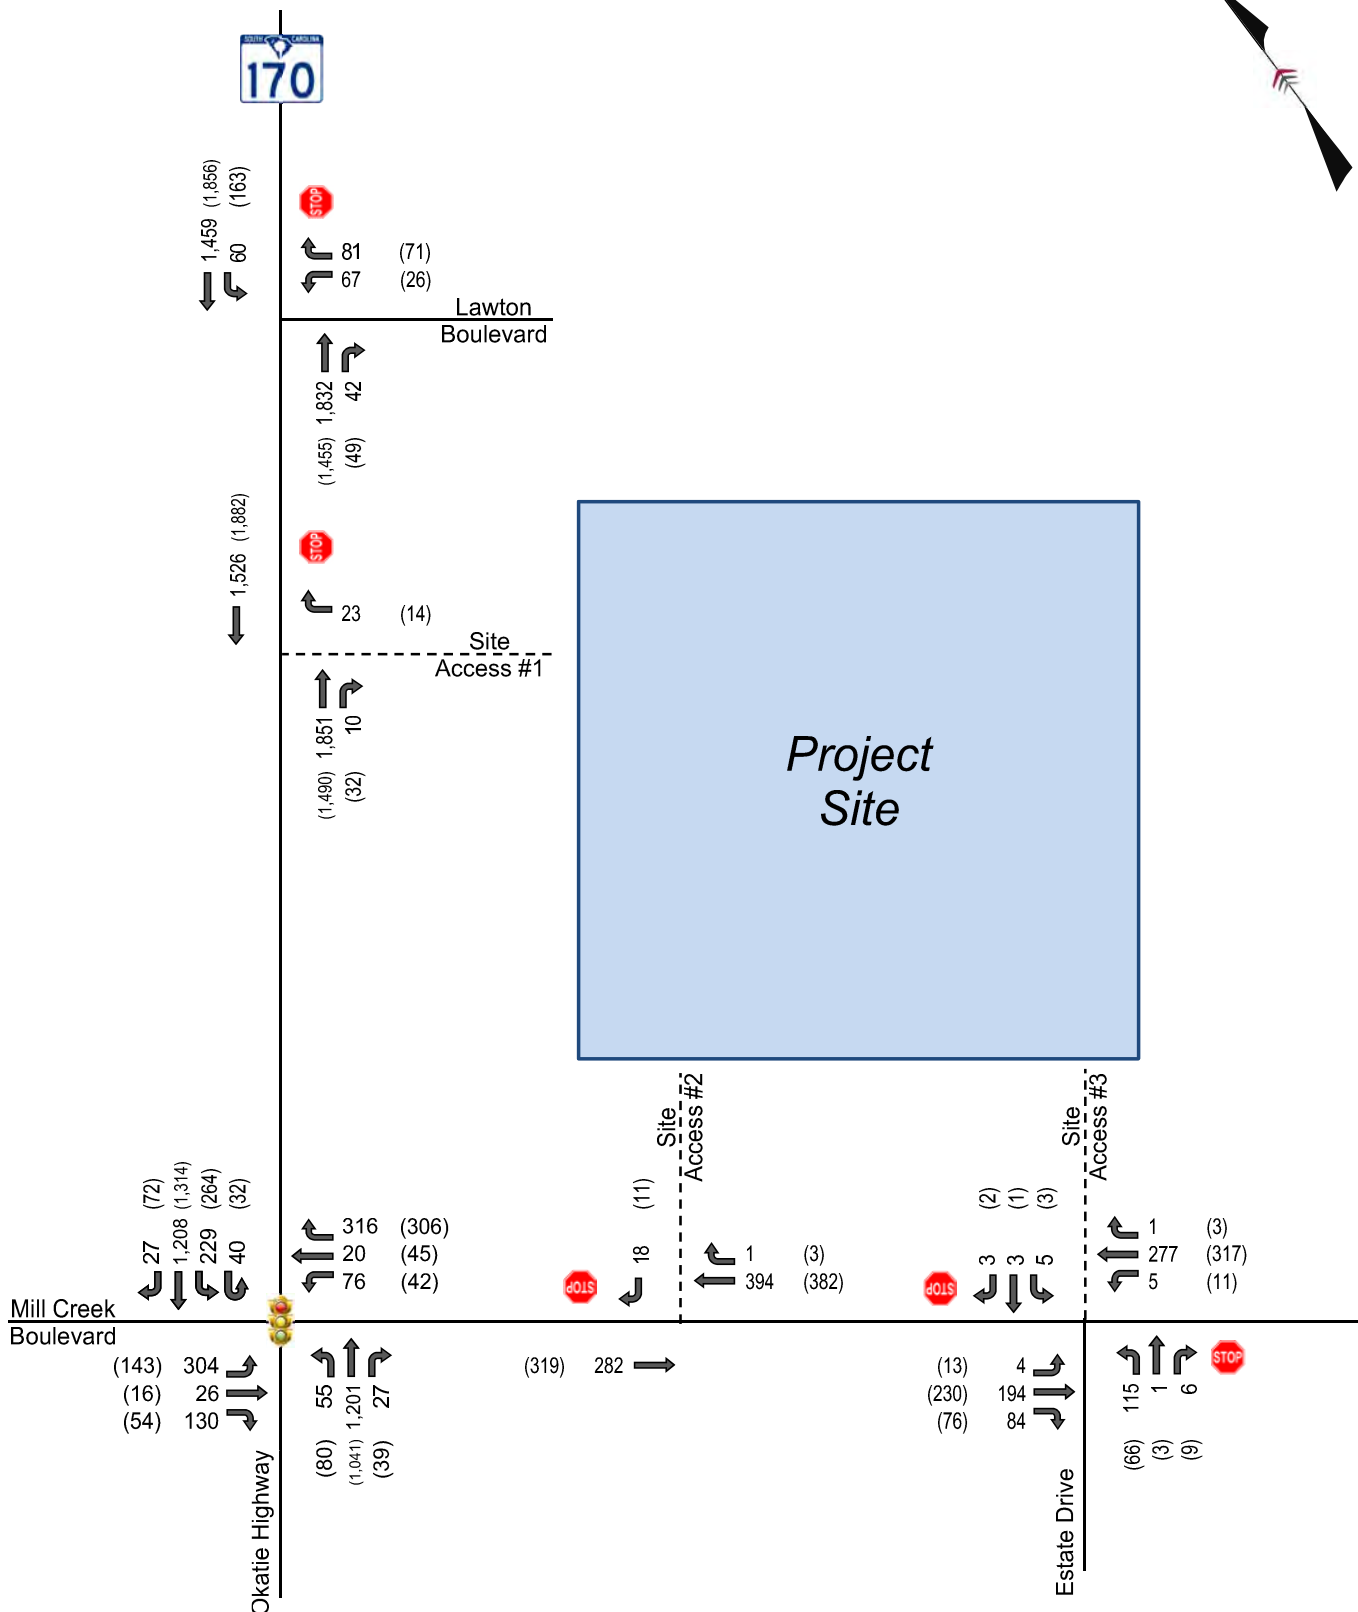 SOUTH CAROLINA
170
1,459 (1,856)
60 (163)
STOP
81 (71)
67 (26)
Lawton
Boulevard
(1,455) 1,832
(49) 42
1,526 (1,882)
STOP
23 (14)
Site
Access #1
(1,490) 1,851
(32) 10
Project
Site
Site
Access #2
Site
Access #3
27 (72)
1,208 (1,314)
229 (264)
40 (32)
316 (306)
20 (45)
76 (42)
STOP
18 (11)
1 (3)
394 (382)
STOP
3 (2)
3 (1)
5 (3)
1 (3)
277 (317)
5 (11)
Mill Creek
Boulevard
(143) 304
(16) 26
(54) 130
(80) 55
(1,041) 1,201
(39) 27
(319) 282
(13) 4
(230) 194
(76) 84
(66) 115
(3) 1
(9) 6
STOP
Okatie Highway
Estate Drive